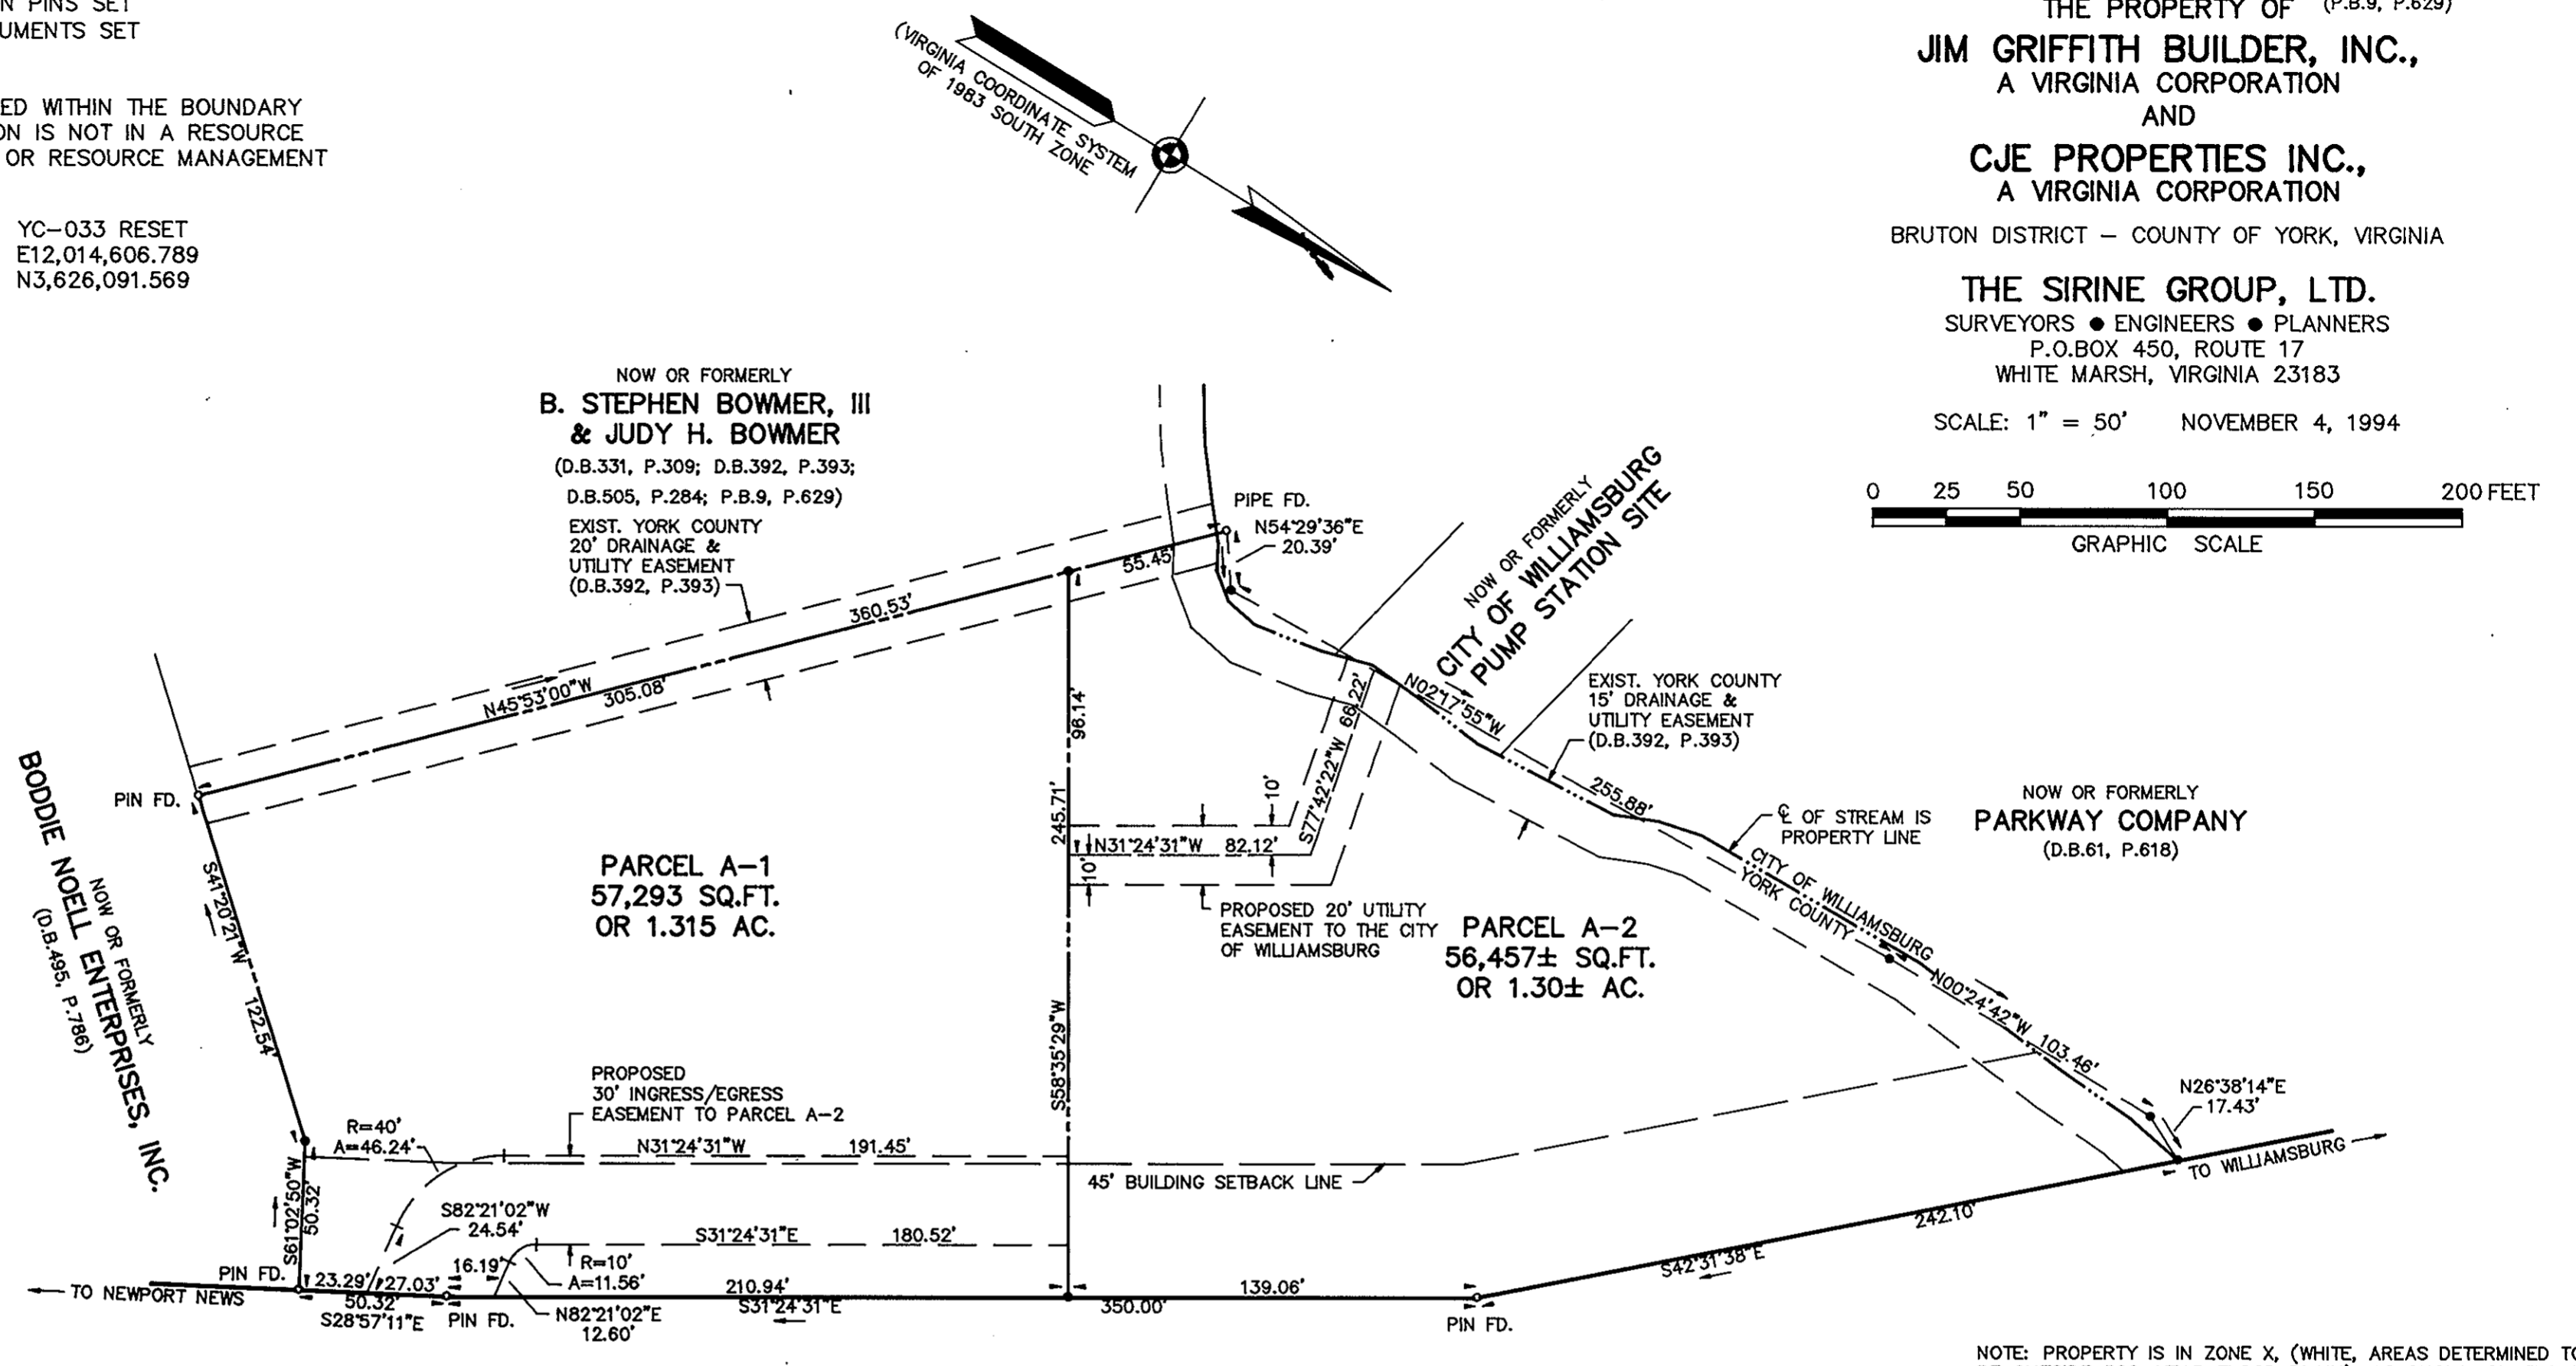 N PINS SET
UMENTS SET
ED WITHIN THE BOUNDARY
ON IS NOT IN A RESOURCE
OR RESOURCE MANAGEMENT
YC-033 RESET
E12,014,606.789
N3,626,091.569
(VIRGINIA COORDINATE SYSTEM
OF 1983 SOUTH ZONE
THE PROPERTY OF (P.B.9, P.629)
JIM GRIFFITH BUILDER, INC.,
A VIRGINIA CORPORATION
AND
CJE PROPERTIES INC.,
A VIRGINIA CORPORATION
BRUTON DISTRICT – COUNTY OF YORK, VIRGINIA
THE SIRINE GROUP, LTD.
SURVEYORS ● ENGINEERS ● PLANNERS
P.O.BOX 450, ROUTE 17
WHITE MARSH, VIRGINIA 23183
SCALE: 1" = 50' NOVEMBER 4, 1994
0 25 50 100 150 200 FEET
GRAPHIC SCALE
NOW OR FORMERLY
B. STEPHEN BOWMER, III
& JUDY H. BOWMER
(D.B.331, P.309; D.B.392, P.393;
D.B.505, P.284; P.B.9, P.629)
EXIST. YORK COUNTY
20' DRAINAGE &
UTILITY EASEMENT
(D.B.392, P.393)
PIPE FD.
N54°29'36"E
20.39'
55.45'
360.53'
N45°53'00"W
305.08'
NOW OR FORMERLY
CITY OF WILLIAMSBURG
PUMP STATION SITE
EXIST. YORK COUNTY
15' DRAINAGE &
UTILITY EASEMENT
(D.B.392, P.393)
N02°17'55"W
255.88'
66.22'
S77°42'22"W
96.14'
245.71'
S58°35'29"W
10'
N31°24'31"W 82.12'
10'
PROPOSED 20' UTILITY
EASEMENT TO THE CITY
OF WILLIAMSBURG
℄ OF STREAM IS
PROPERTY LINE
NOW OR FORMERLY
PARKWAY COMPANY
(D.B.61, P.618)
CITY OF WILLIAMSBURG
YORK COUNTY
N00°24'42"W
103.46'
N26°38'14"E
17.43'
PIN FD.
NOW OR FORMERLY
BODDIE NOELL ENTERPRISES, INC.
(D.B.495, P.786)
S41°20'21"W
122.54'
PARCEL A-1
57,293 SQ.FT.
OR 1.315 AC.
PARCEL A-2
56,457± SQ.FT.
OR 1.30± AC.
PROPOSED
30' INGRESS/EGRESS
EASEMENT TO PARCEL A-2
R=40'
A=46.24'
N31°24'31"W 191.45'
45' BUILDING SETBACK LINE
S61°02'50"W
50.32'
S82°21'02"W
24.54'
S31°24'31"E 180.52'
R=10'
A=11.56'
16.19'
PIN FD.
23.29'
27.03'
50.32'
S28°57'11"E
PIN FD.
N82°21'02"E
12.60'
210.94'
S31°24'31"E
350.00'
139.06'
PIN FD.
S42°31'38"E
242.10'
TO WILLIAMSBURG
TO NEWPORT NEWS
NOTE: PROPERTY IS IN ZONE X, (WHITE, AREAS DETERMINED TO